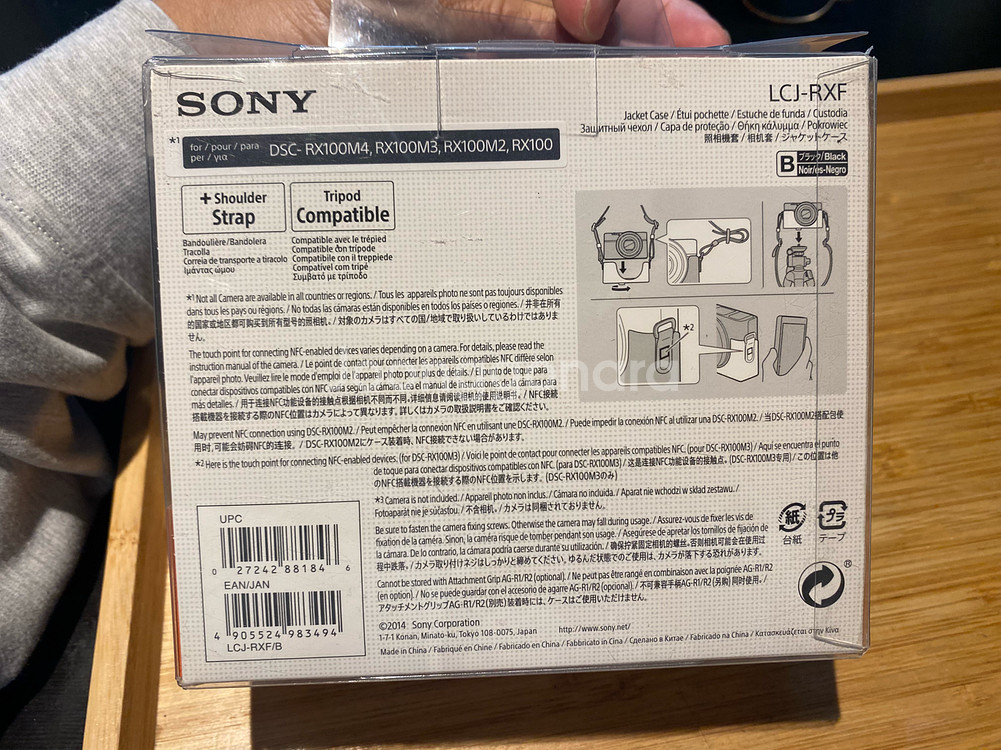 SONY
LCJ-RXF
Jacket Case / Étui pochette / Estuche de funda / Custodia
Защитный чехол / Capa de proteção / Θήκη κάλυμμα / Pokrowiec
照相機套 / 相机套 / ジャケットケース
*1 for / pour / para
per / για
DSC- RX100M4, RX100M3, RX100M2, RX100
B ブラック/Black
Noir/es-Negro
+ Shoulder
Strap
Tripod
Compatible
Bandoulière/Bandolera
Tracolla
Correia de transporte a tiracolo
Ιμάντας ώμου
Compatible avec le trépied
Compatible con trípode
Compatibile con il treppiede
Compatível com tripé
Συμβατό με τρίποδο
*2
*1 Not all Camera are available in all countries or regions. / Tous les appareils photo ne sont pas toujours disponibles
dans tous les pays ou régions. / No todas las cámaras están disponibles en todos los países o regiones. / 并非在所有
的国家或地区都可购买到所有型号的照相机。 / 対象のカメラはすべての国/地域で取り扱いしているわけではありま
せん。
The touch point for connecting NFC-enabled devices varies depending on a camera. For details, please read the
instruction manual of the camera. / Le point de contact pour connecter les appareils compatibles NFC diffère selon
l'appareil photo. Veuillez lire le mode d'emploi de l'appareil photo pour plus de détails. / El punto de toque para
conectar dispositivos compatibles con NFC varía según la cámara. Lea el manual de instrucciones de la cámara para
más detalles. / 用于连接NFC功能设备的接触点根据相机不同而不同。详细信息请阅读相机的使用说明书。 / NFC接続
搭載機器を接続する際のNFC位置はカメラによって異なります。詳しくはカメラの取扱説明書をご確認ください。
May prevent NFC connection using DSC-RX100M2. / Peut empêcher la connexion NFC en utilisant une DSC-RX100M2. / Puede impedir la conexión NFC al utilizar una DSC-RX100M2. / 当DSC-RX100M2搭配包使
用时,可能会妨碍NFC的连接。 / DSC-RX100M2にケース装着時、NFC接続できない場合があります。
*2 Here is the touch point for connecting NFC-enabled devices. (for DSC-RX100M3) / Voici le point de contact pour connecter les appareils compatibles NFC. (pour DSC-RX100M3) / Aquí se encuentra el punto
de toque para conectar dispositivos compatibles con NFC. (para DSC-RX100M3) / 这是连接NFC功能设备的接触点。(DSC-RX100M3专用) / この位置は他
のNFC搭載機器を接続する際のNFC位置を示します。(DSC-RX100M3のみ)
*3 Camera is not included. / Appareil photo non inclus. / Cámara no incluida. / Aparat nie wchodzi w skład zestawu. /
Fotoaparát nie je súčasťou. / 不含相机。 / カメラは同梱されておりません。
Be sure to fasten the camera fixing screws. Otherwise the camera may fall during usage. / Assurez-vous de fixer les vis de
fixation de la caméra. Sinon, la caméra risque de tomber pendant son usage. / Asegúrese de apretar los tornillos de fijación de
la cámara. De lo contrario, la cámara podría caerse durante su utilización. / 确保拧紧固定相机的螺丝。否则相机可能会在使用过
程中跌落。 / カメラ取り付けネジはしっかりと締めてください。ゆるんだ状態でのご使用は、カメラが落下する恐れがあります。
Cannot be stored with Attachment Grip AG-R1/R2 (optional). / Ne peut pas être rangé en combinaison avec la poignée AG-R1/R2
(en option). / No se puede guardar con el accesorio de agarre AG-R1/R2 (opcional). / 不可兼容手柄AG-R1/R2 (另购) 同时使用。 /
アタッチメントグリップAG-R1/R2 (別売) 装着時には、ケースはご使用いただけません。
©2014 Sony Corporation
1-7-1 Konan, Minato-ku, Tokyo 108-0075, Japan http://www.sony.net/
Made in China / Fabriqué en Chine / Fabricado en China / Fabbricato in Cina / Сделано в Китае / Fabricado na China / Κατασκευάζεται στην Κίνα
UPC
0 27242 88184 6
EAN/JAN
4 905524 983494
LCJ-RXF/B
紙
台紙
プラ
テープ
®